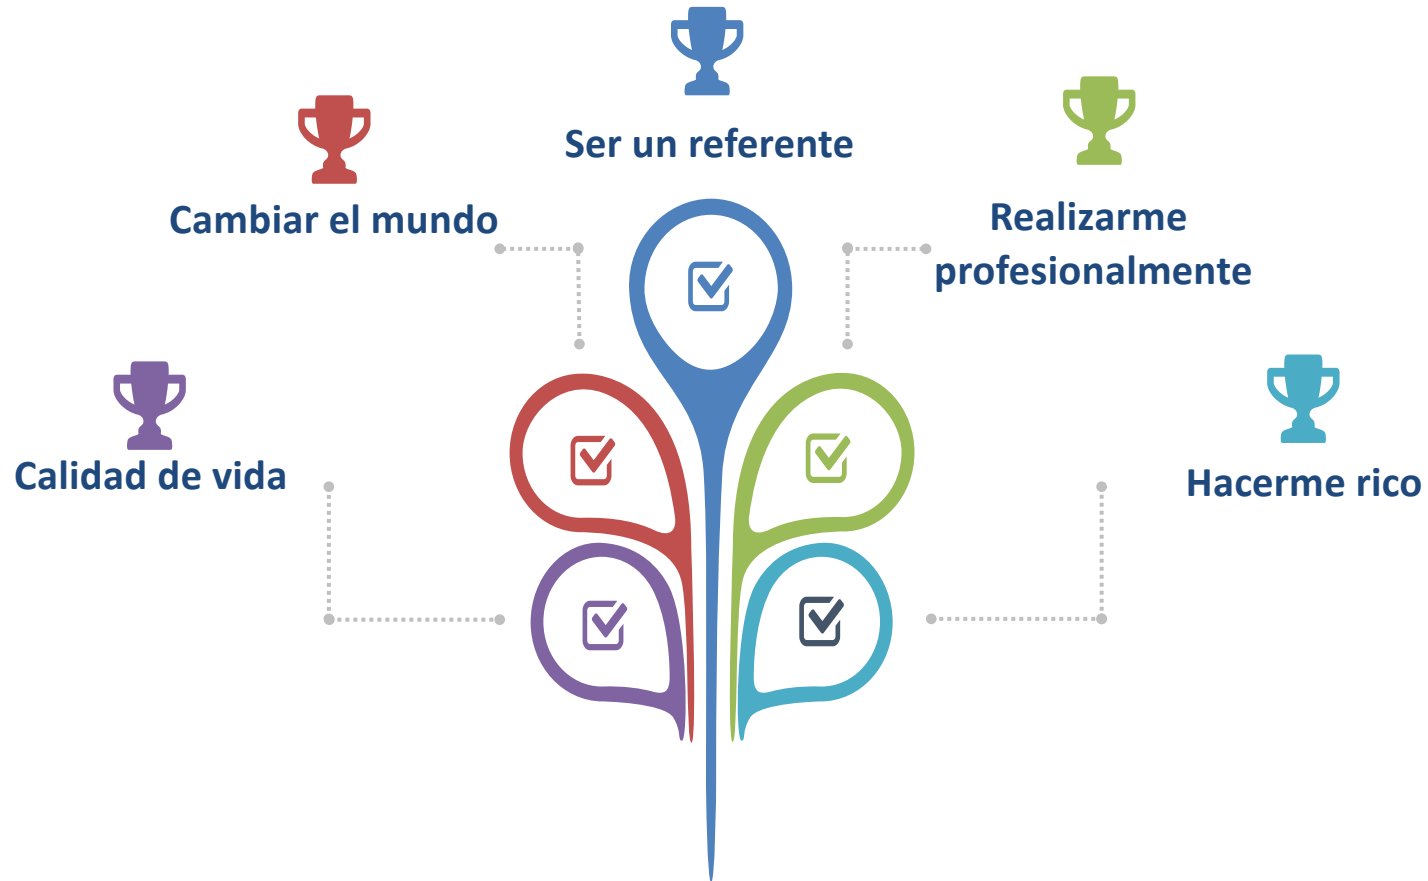 Ser un referente
Cambiar el mundo
Realizarme
profesionalmente
Calidad de vida
Hacerme rico